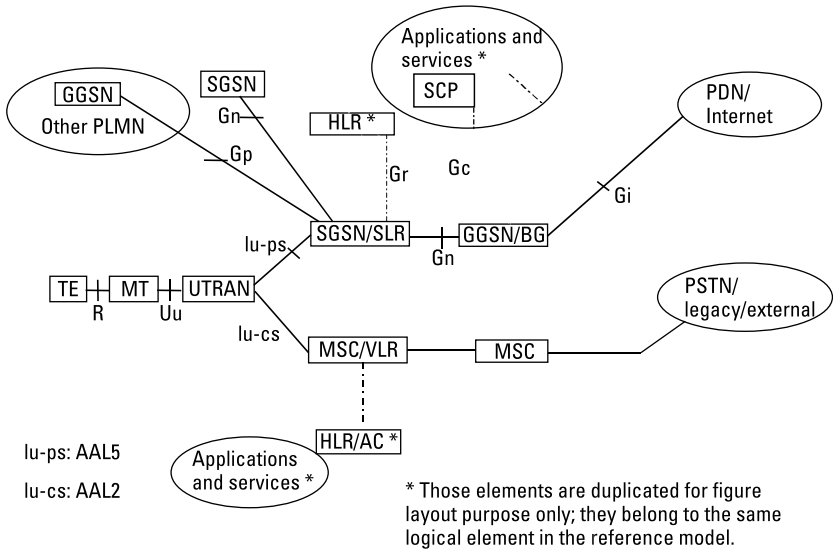 Applications and
services *
SCP
GGSN
Other PLMN
SGSN
Gn
Gp
HLR *
Gr
Gc
PDN/
Internet
Gi
SGSN/SLR
GGSN/BG
Gn
Iu-ps
TE
MT
UTRAN
R
Uu
Iu-cs
PSTN/
legacy/external
MSC/VLR
MSC
HLR/AC *
Applications
and services *
Iu-ps: AAL5
Iu-cs: AAL2
* Those elements are duplicated for figure
layout purpose only; they belong to the same
logical element in the reference model.